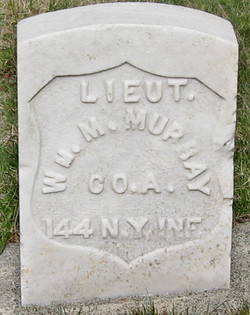 LIEUT.
WM. M. MURRAY
CO. A.
144 N.Y. INF.